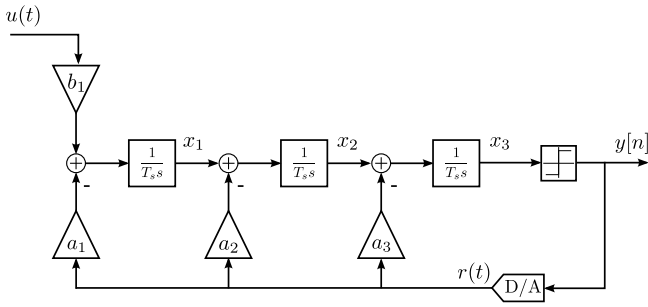 u(t)
b₁
+ 1/(Tₛs) x₁ + 1/(Tₛs) x₂ + 1/(Tₛs) x₃ y[n]
- - -
a₁ a₂ a₃
r(t) D/A